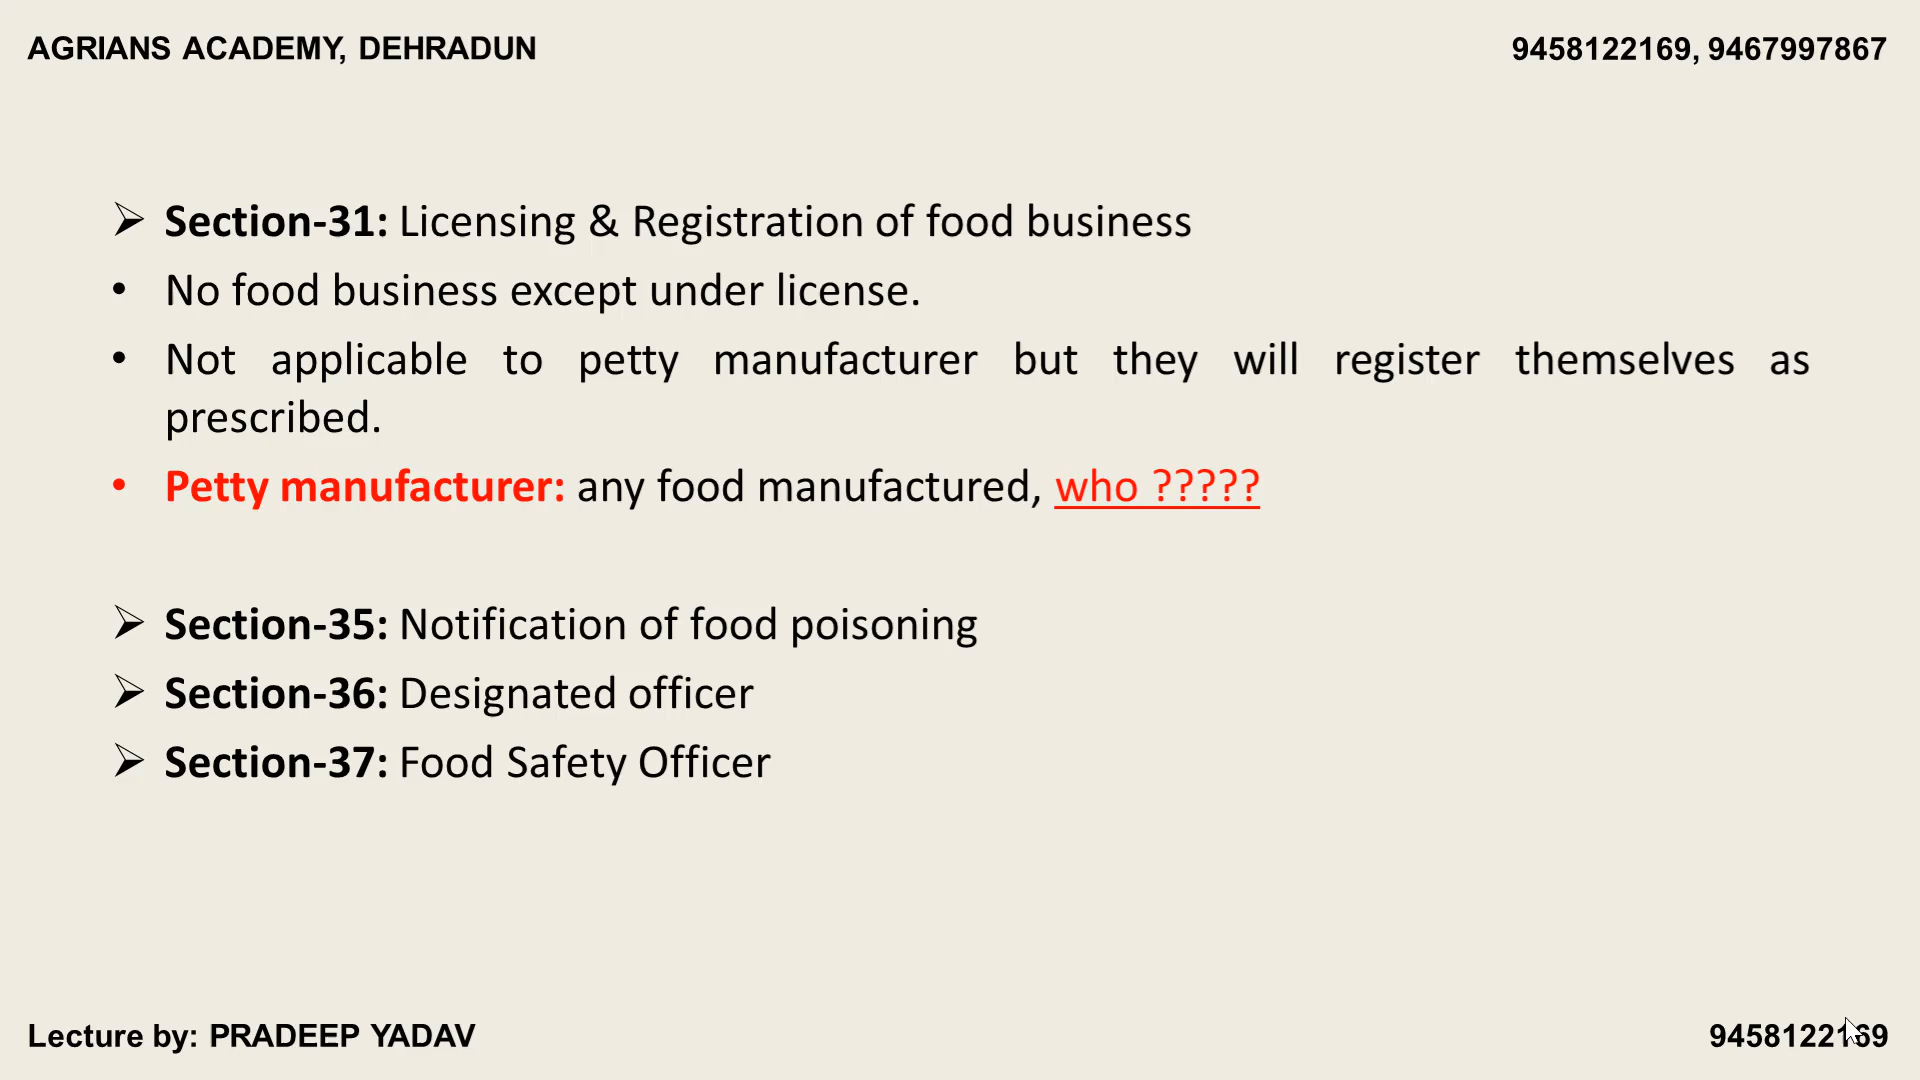 AGRIANS ACADEMY, DEHRADUN
9458122169, 9467997867
➢ Section-31: Licensing & Registration of food business
• No food business except under license.
• Not applicable to petty manufacturer but they will register themselves as
prescribed.
• Petty manufacturer: any food manufactured, who ?????
➢ Section-35: Notification of food poisoning
➢ Section-36: Designated officer
➢ Section-37: Food Safety Officer
Lecture by: PRADEEP YADAV
9458122169